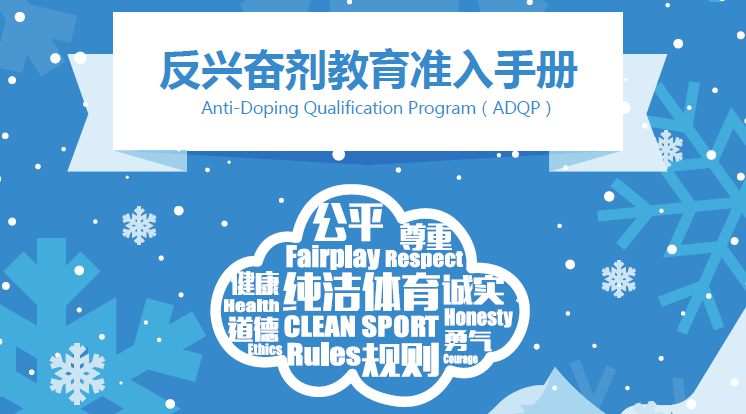 反兴奋剂教育准入手册
Anti-Doping Qualification Program ( ADQP )
公平
尊重
Fairplay Respect
健康 纯洁体育 诚实
Health
CLEAN SPORT Honesty
道德
Ethics
Rules 规则
勇气
Courage